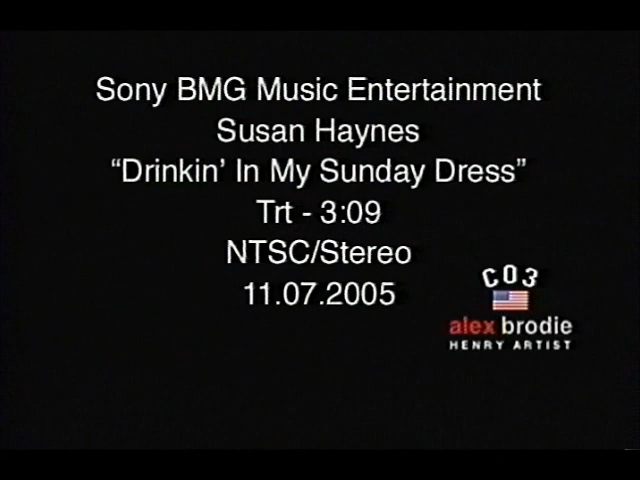 Sony BMG Music Entertainment
Susan Haynes
“Drinkin’ In My Sunday Dress”
Trt - 3:09
NTSC/Stereo
11.07.2005
CO3
alex brodie
HENRY ARTIST